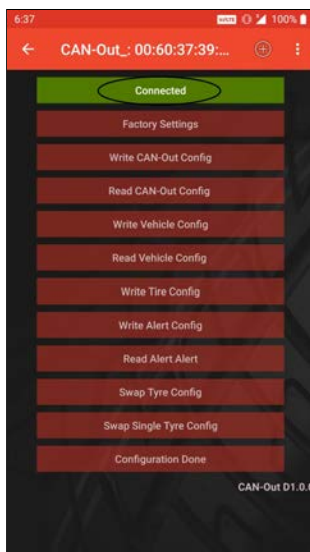 6:37 VoLTE 100%
CAN-Out_: 00:60:37:39:...
Connected
Factory Settings
Write CAN-Out Config
Read CAN-Out Config
Write Vehicle Config
Read Vehicle Config
Write Tire Config
Write Alert Config
Read Alert Alert
Swap Tyre Config
Swap Single Tyre Config
Configuration Done
CAN-Out D1.0.